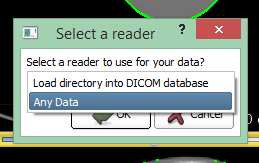 Select a reader
?
Select a reader to use for your data?
Load directory into DICOM database
Any Data
OK
Cancel